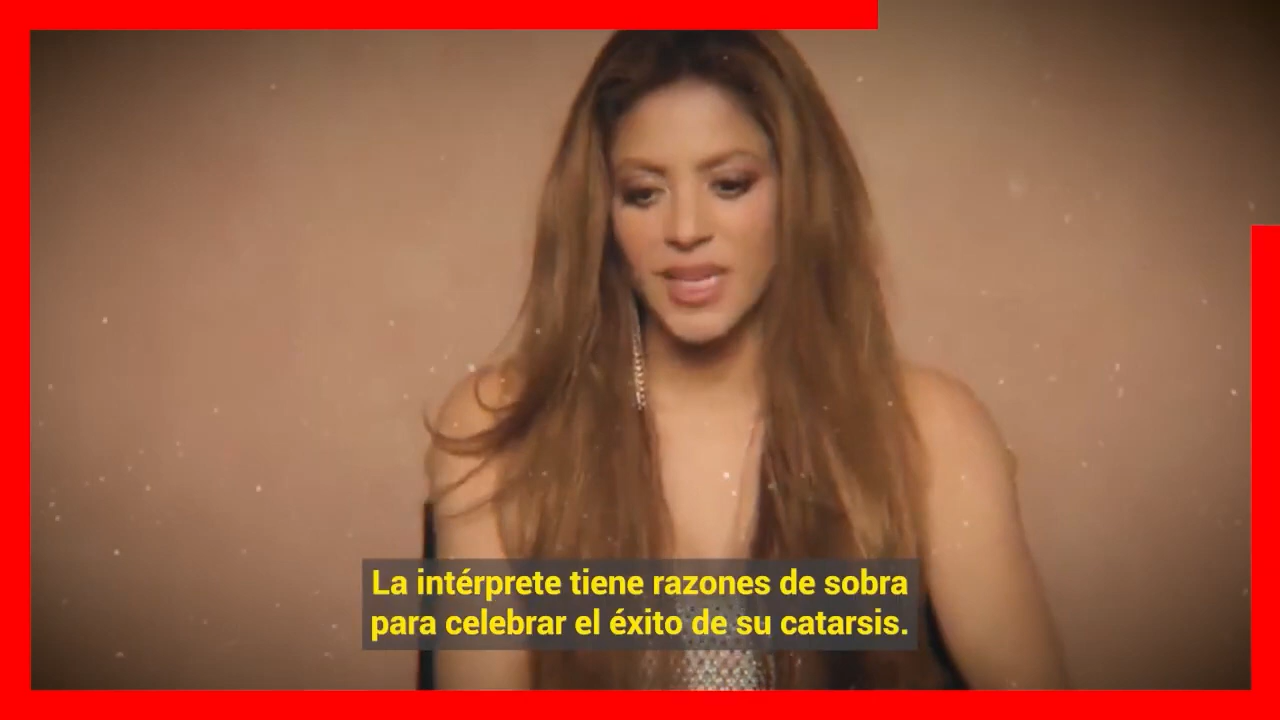 La intérprete tiene razones de sobra
para celebrar el éxito de su catarsis.